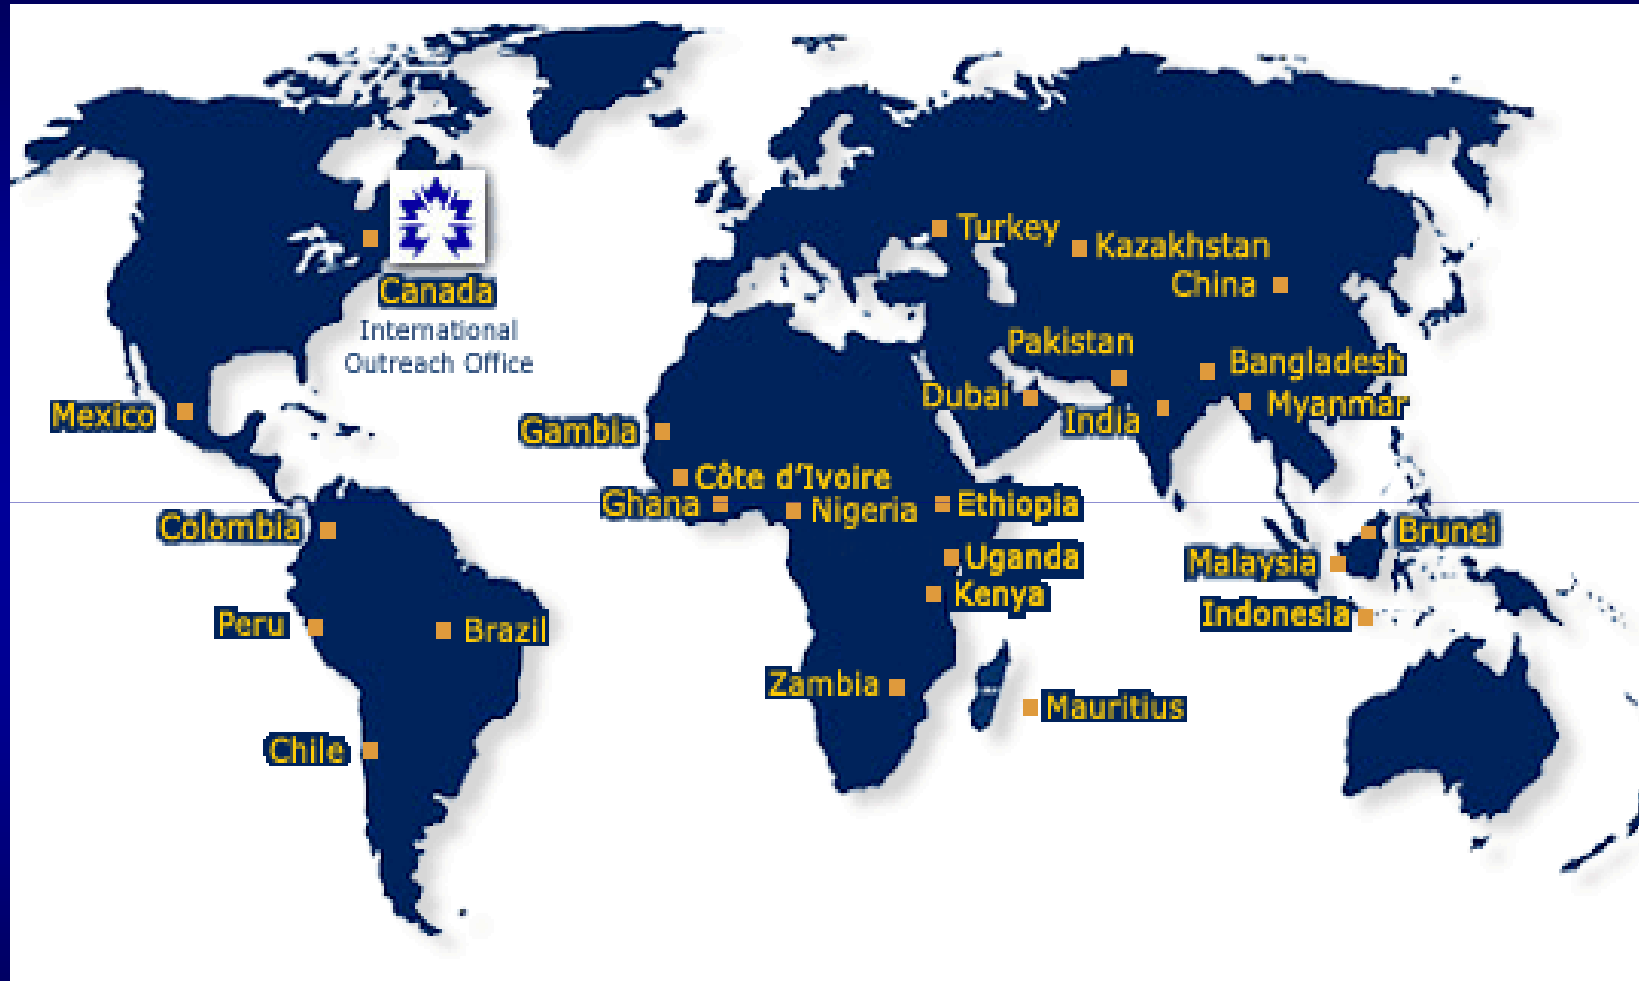 Turkey
Kazakhstan
China
Canada
International
Outreach Office
Pakistan
Bangladesh
Dubai
Myanmar
India
Mexico
Gambia
Côte d'Ivoire
Ghana
Nigeria
Ethiopia
Colombia
Brunei
Uganda
Malaysia
Kenya
Indonesia
Peru
Brazil
Zambia
Mauritius
Chile